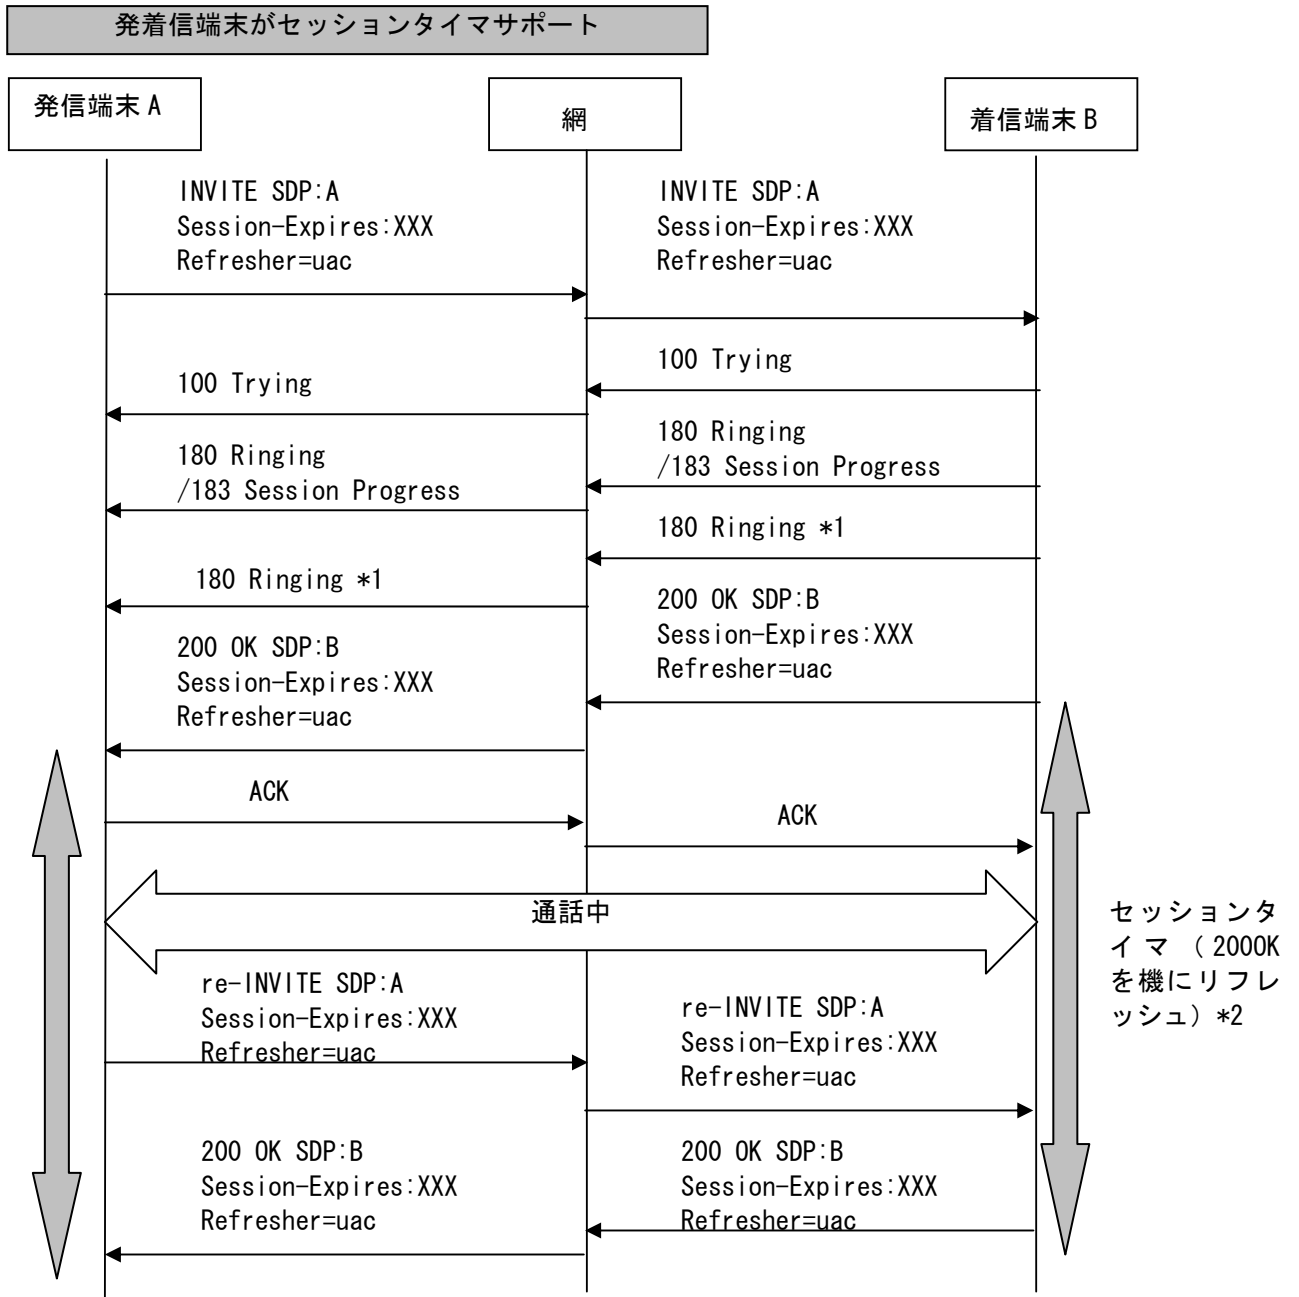 発着信端末がセッションタイマサポート
発信端末A
網
着信端末B
INVITE SDP:A
Session-Expires:XXX
Refresher=uac
INVITE SDP:A
Session-Expires:XXX
Refresher=uac
100 Trying
100 Trying
180 Ringing
/183 Session Progress
180 Ringing
/183 Session Progress
180 Ringing *1
180 Ringing *1
200 OK SDP:B
Session-Expires:XXX
Refresher=uac
200 OK SDP:B
Session-Expires:XXX
Refresher=uac
ACK
ACK
通話中
セッションタ
イマ（200OK
を機にリフレ
ッシュ）*2
re-INVITE SDP:A
Session-Expires:XXX
Refresher=uac
re-INVITE SDP:A
Session-Expires:XXX
Refresher=uac
200 OK SDP:B
Session-Expires:XXX
Refresher=uac
200 OK SDP:B
Session-Expires:XXX
Refresher=uac